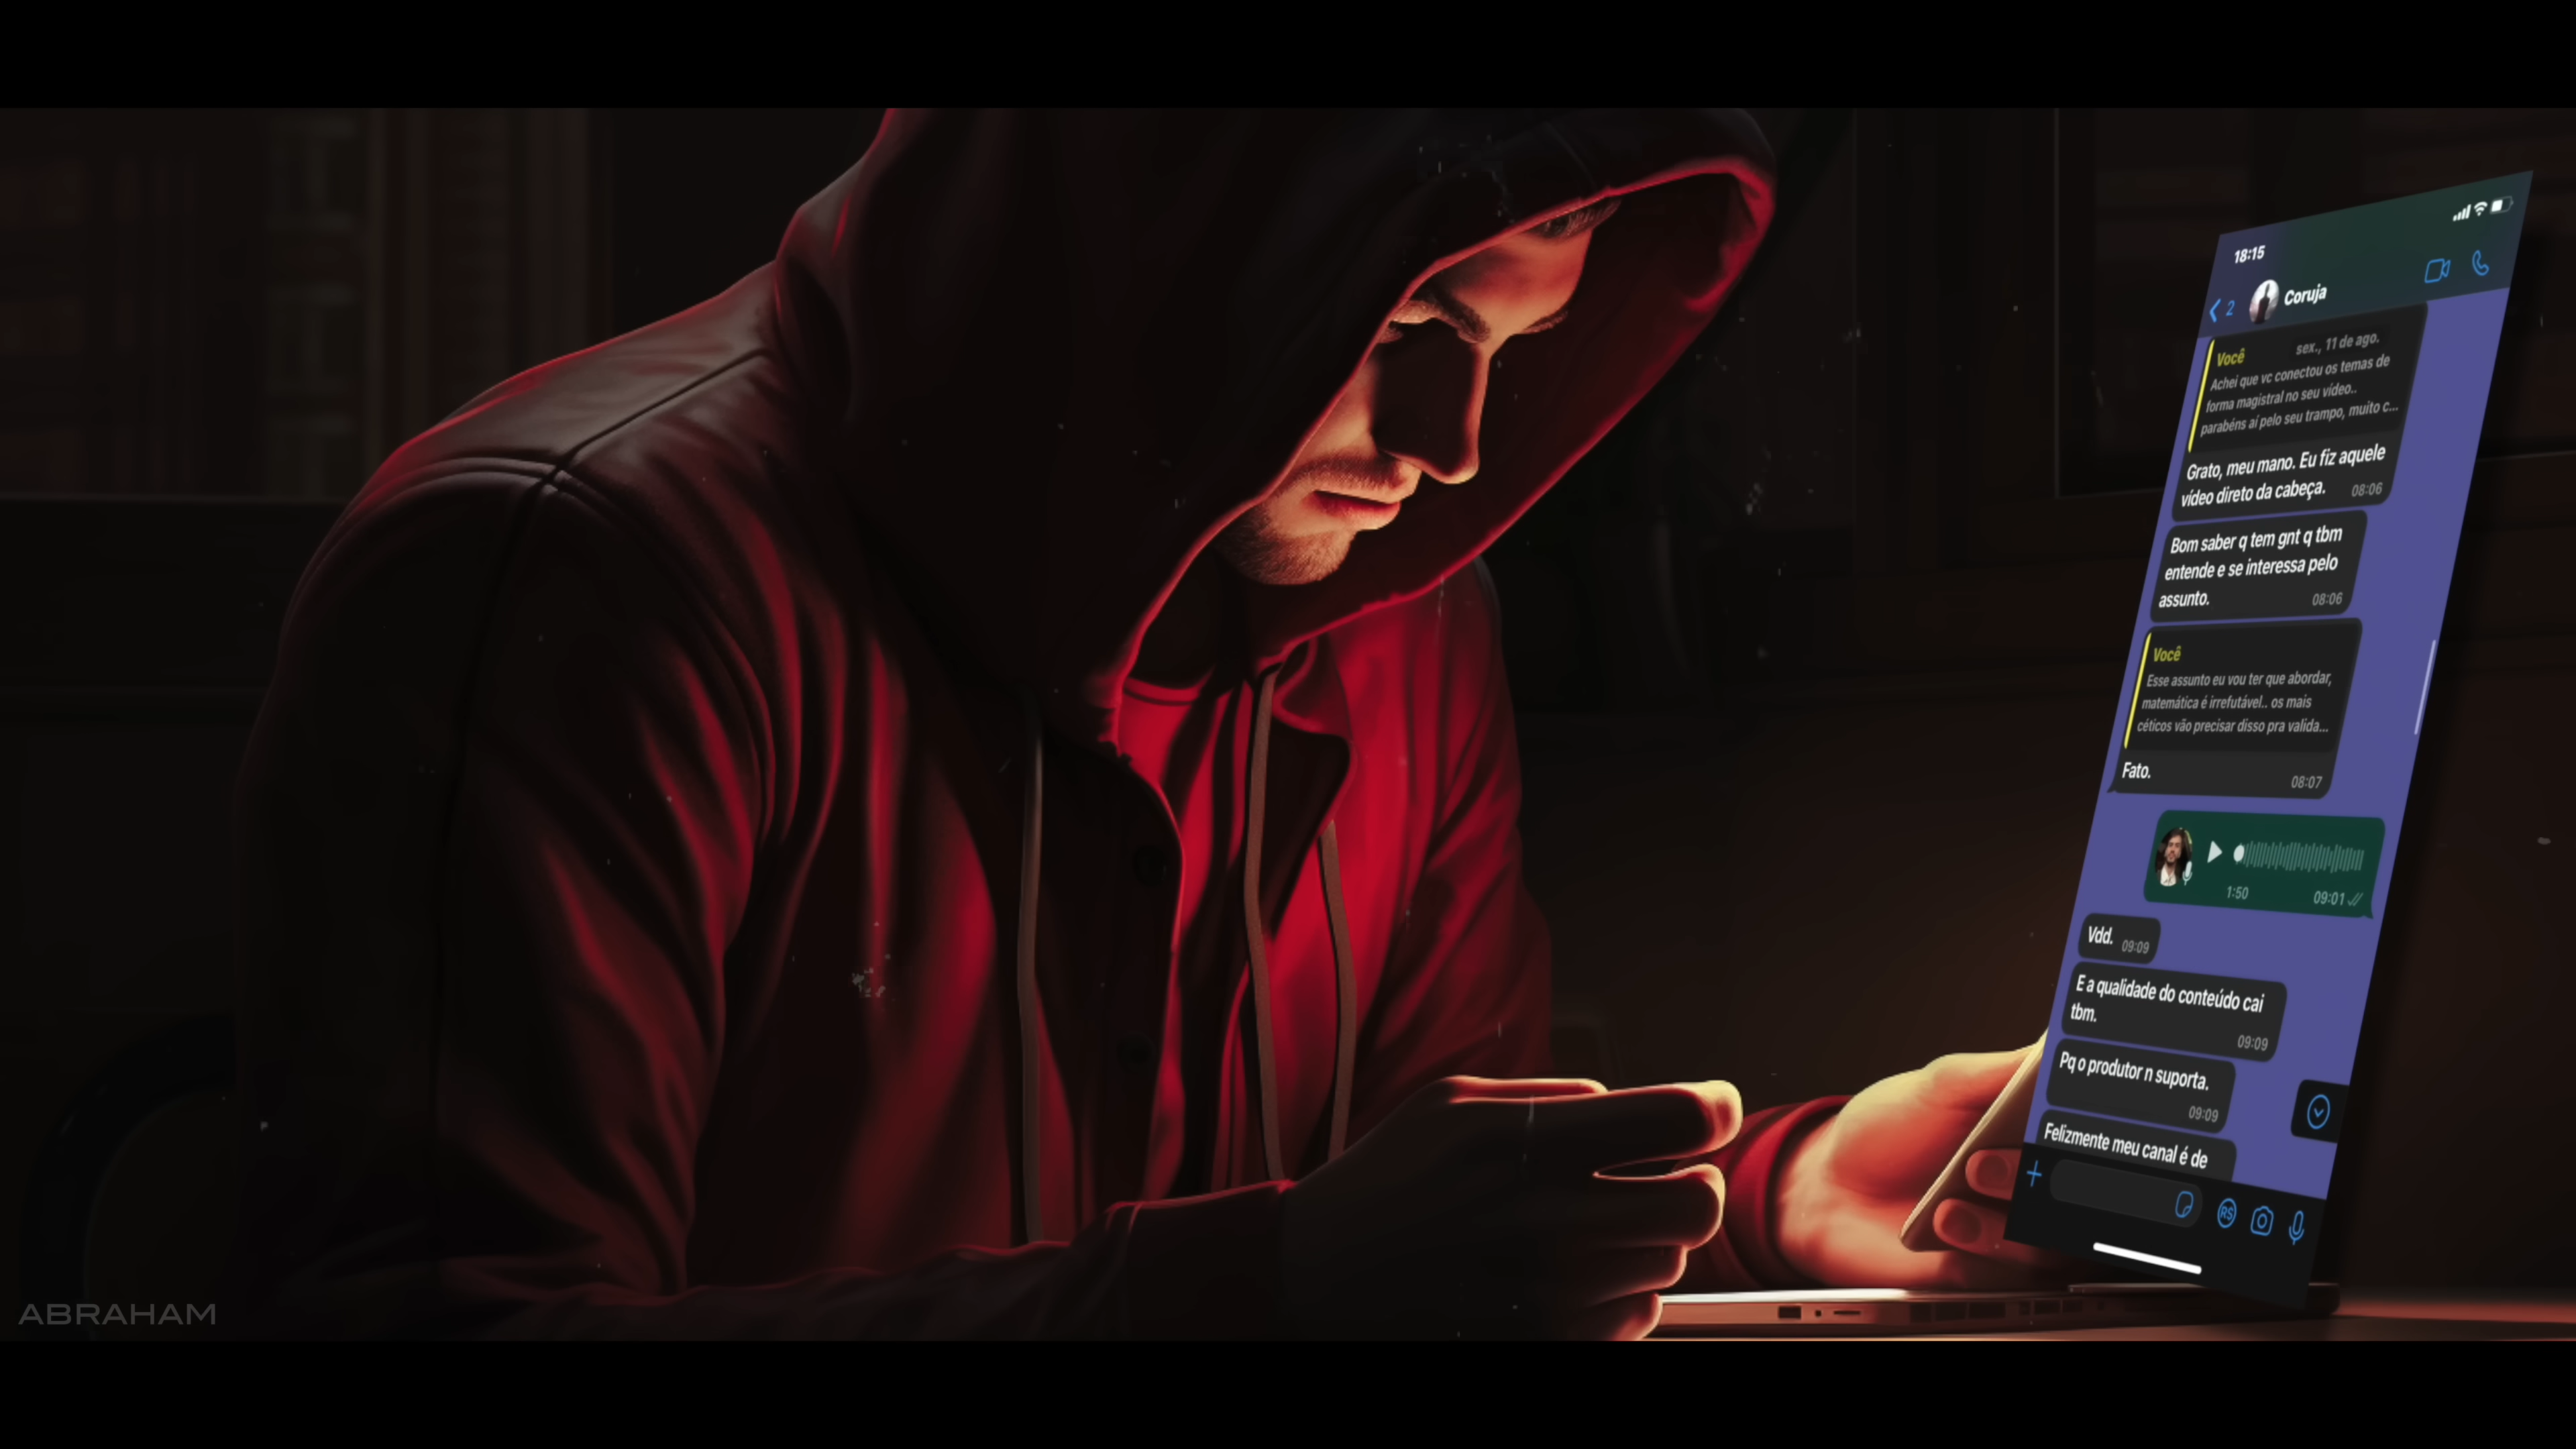 18:15
2
Coruja
sex., 11 de ago.
Você
Achei que vc conectou os temas de
forma magistral no seu vídeo..
parabéns aí pelo seu trampo, muito c...
Grato, meu mano. Eu fiz aquele
vídeo direto da cabeça.
08:06
Bom saber q tem gnt q tbm
entende e se interessa pelo
assunto.
08:06
Você
Esse assunto eu vou ter que abordar,
matemática é irrefutável.. os mais
céticos vão precisar disso pra valida...
Fato.
08:07
1:50
09:01
Vdd.
09:09
E a qualidade do conteúdo cai
tbm.
09:09
Pq o produtor n suporta.
09:09
Felizmente meu canal é de
R$
ABRAHAM